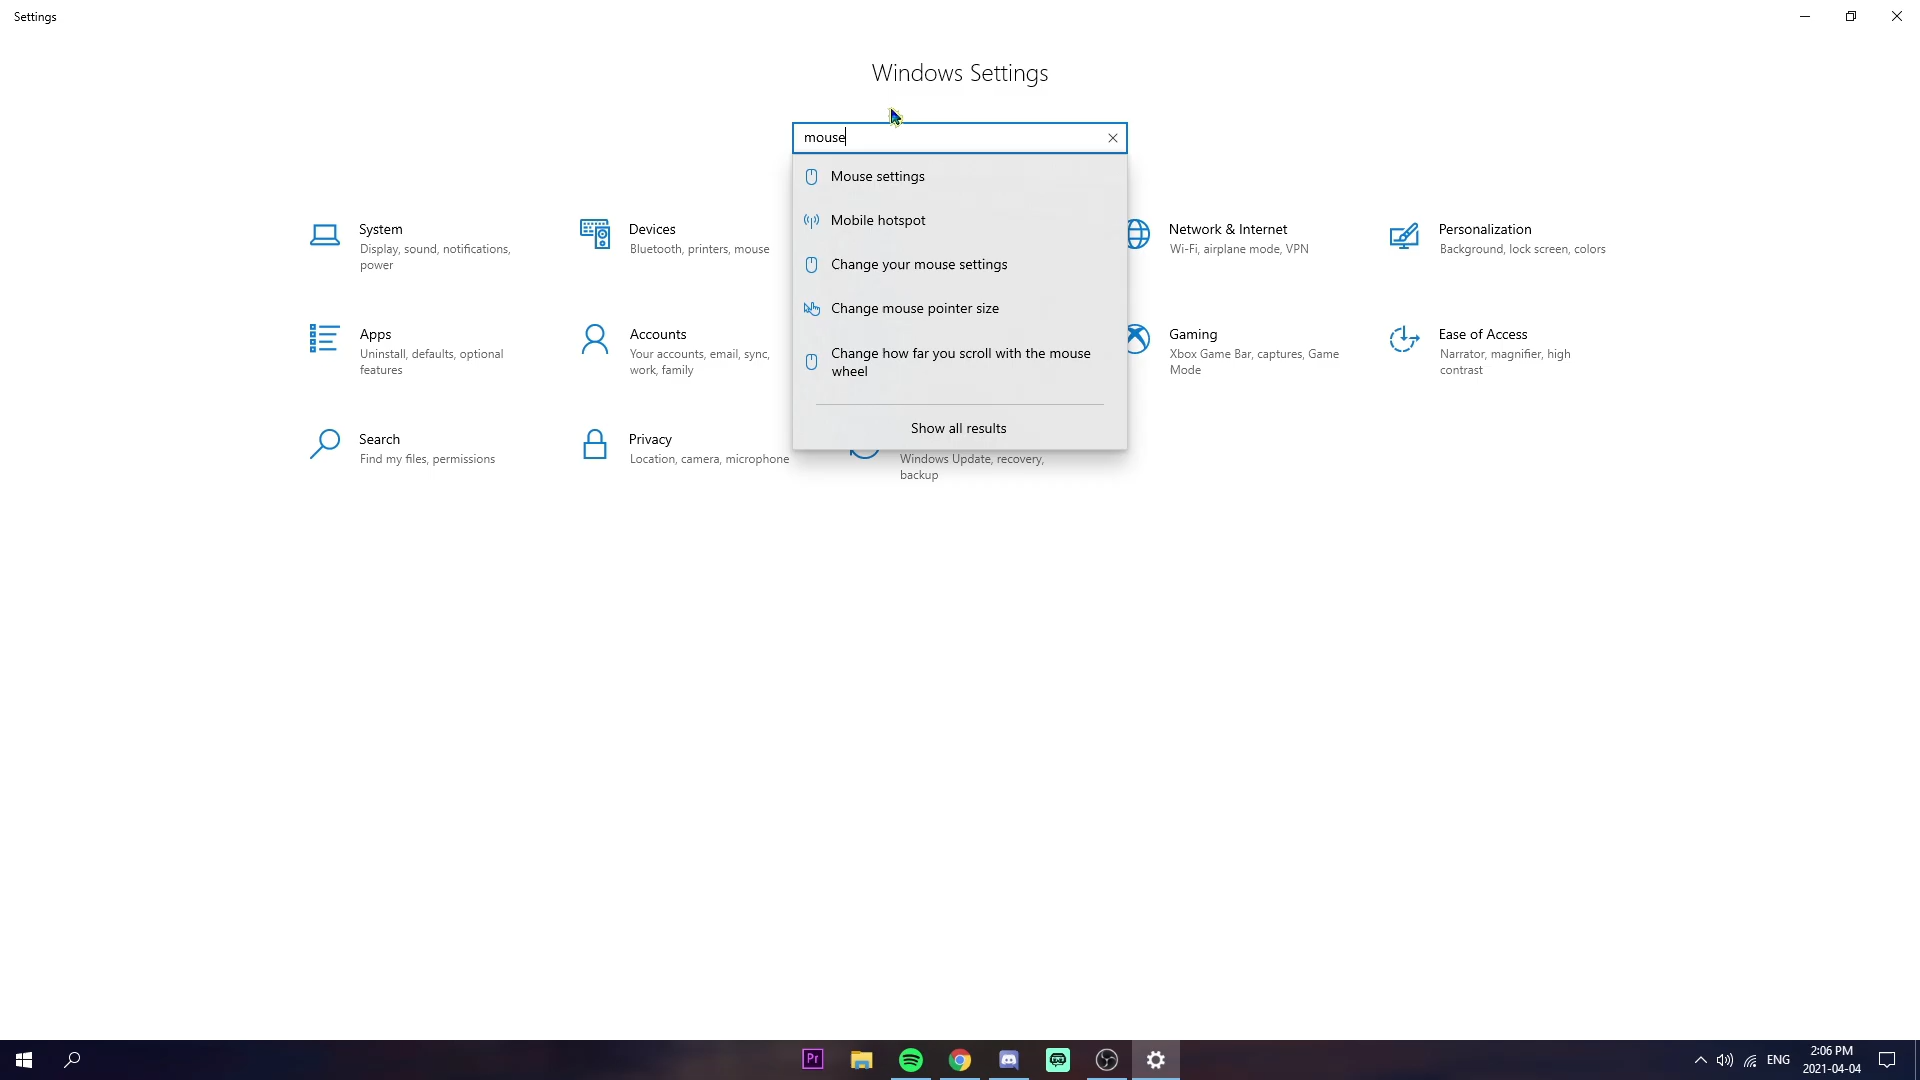 Settings
Windows Settings
mouse
Mouse settings
Mobile hotspot
Change your mouse settings
Change mouse pointer size
Change how far you scroll with the mouse
wheel
Show all results
System
Display, sound, notifications,
power
Devices
Bluetooth, printers, mouse
Network & Internet
Wi-Fi, airplane mode, VPN
Personalization
Background, lock screen, colors
Apps
Uninstall, defaults, optional
features
Accounts
Your accounts, email, sync,
work, family
Gaming
Xbox Game Bar, captures, Game
Mode
Ease of Access
Narrator, magnifier, high
contrast
Search
Find my files, permissions
Privacy
Location, camera, microphone
Windows Update, recovery,
backup
Pr
ENG
2:06 PM
2021-04-04